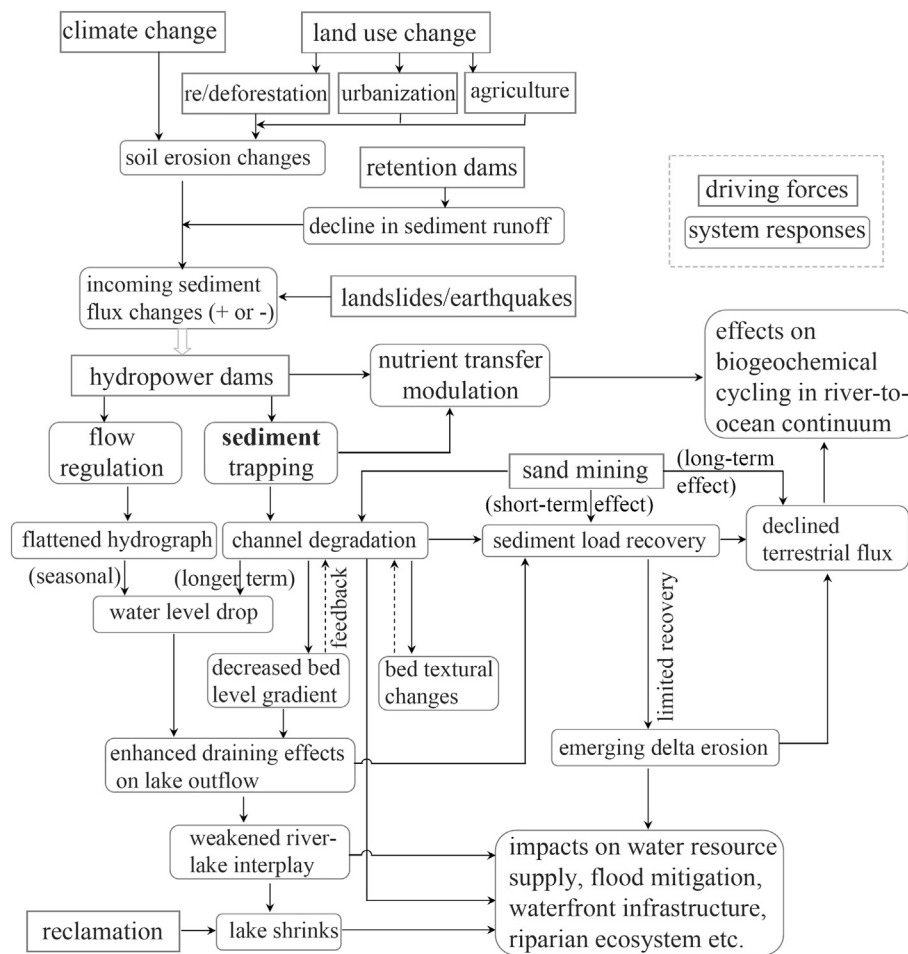 climate change
land use change
re/deforestation
urbanization
agriculture
soil erosion changes
retention dams
decline in sediment runoff
driving forces
system responses
incoming sediment
flux changes (+ or -)
landslides/earthquakes
hydropower dams
nutrient transfer
modulation
effects on
biogeochemical
cycling in river-to-
ocean continuum
flow
regulation
sediment
trapping
sand mining
(long-term
effect)
(short-term effect)
flattened hydrograph
channel degradation
sediment load recovery
declined
terrestrial flux
(seasonal)
(longer term)
feedback
water level drop
decreased bed
level gradient
bed textural
changes
limited recovery
enhanced draining effects
on lake outflow
emerging delta erosion
weakened river-
lake interplay
impacts on water resource
supply, flood mitigation,
waterfront infrastructure,
riparian ecosystem etc.
reclamation
lake shrinks